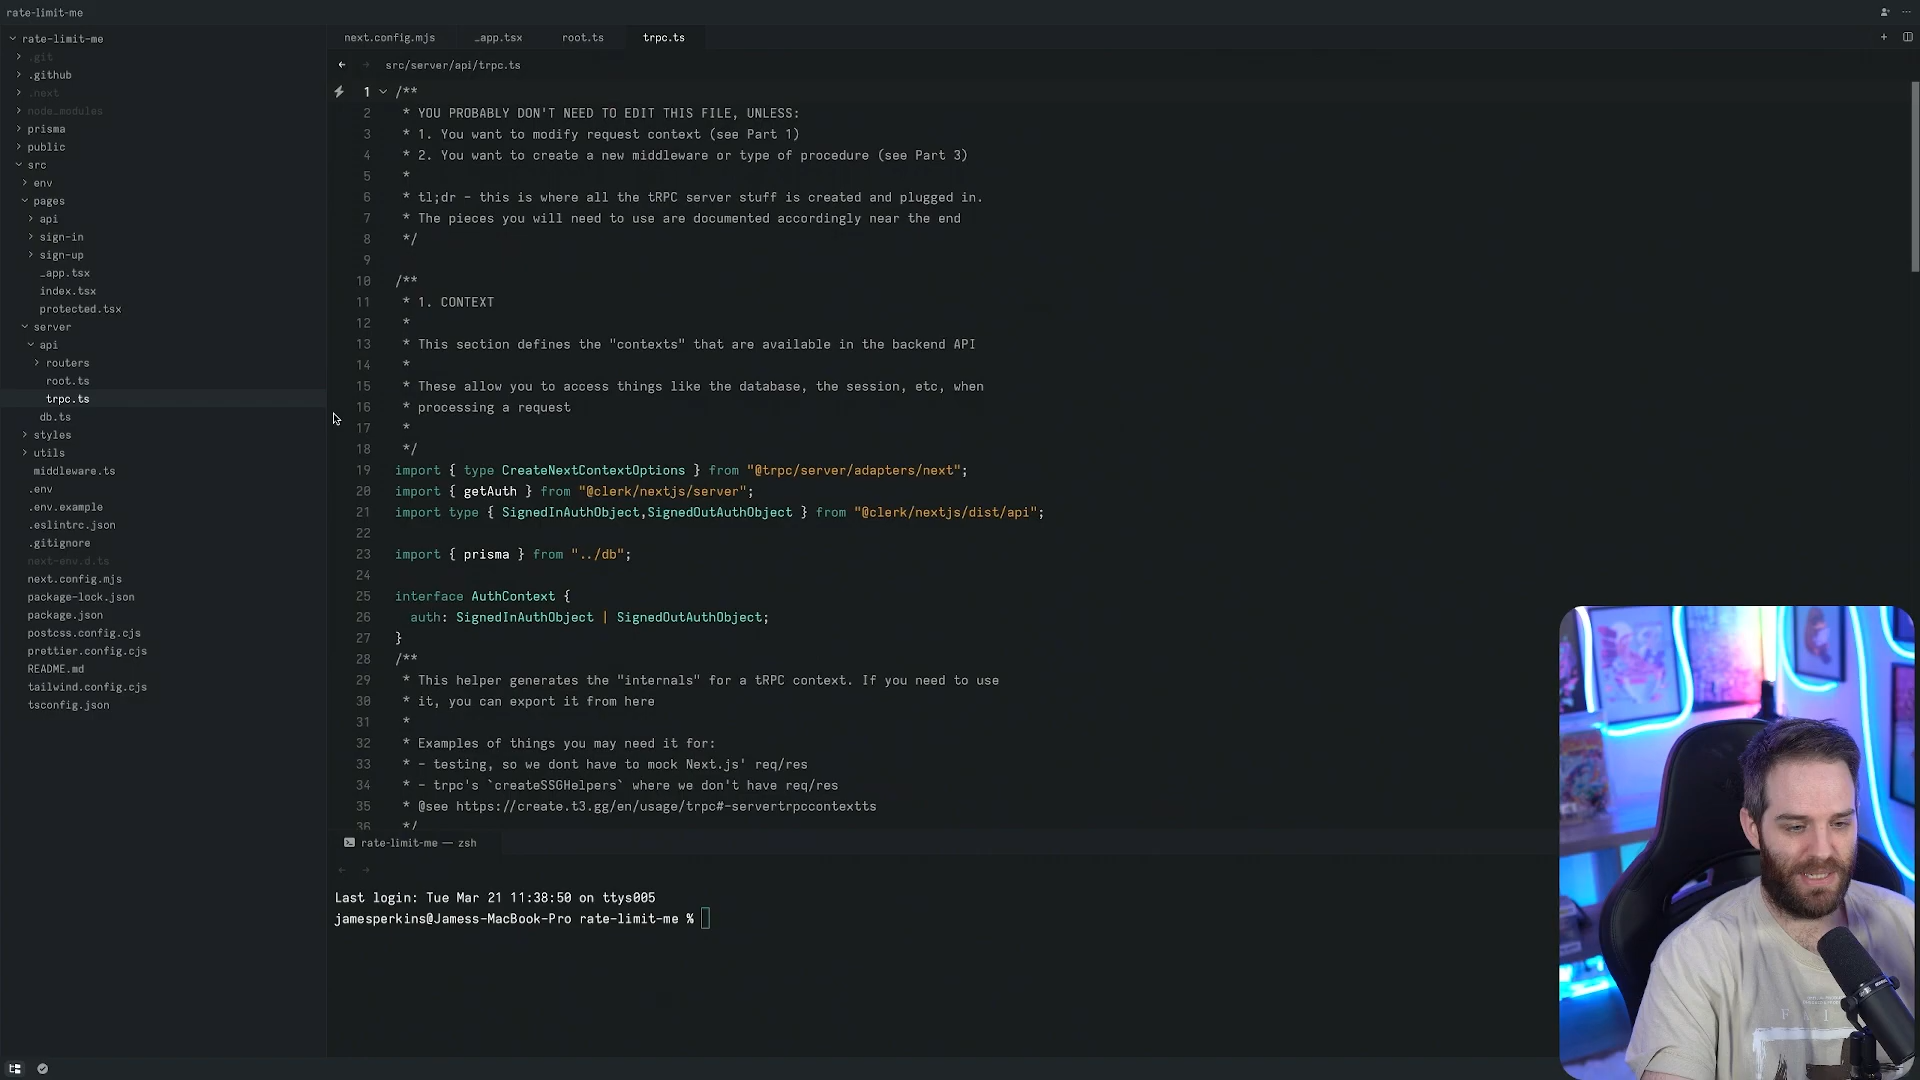 rate-limit-me
rate-limit-me
.git
.github
.next
node_modules
prisma
public
src
env
pages
api
sign-in
sign-up
_app.tsx
index.tsx
protected.tsx
server
api
routers
root.ts
trpc.ts
db.ts
styles
utils
middleware.ts
.env
.env.example
.eslintrc.json
.gitignore
next-env.d.ts
next.config.mjs
package-lock.json
package.json
postcss.config.cjs
prettier.config.cjs
README.md
tailwind.config.cjs
tsconfig.json
next.config.mjs _app.tsx root.ts trpc.ts
src/server/api/trpc.ts
1 /**
2 * YOU PROBABLY DON'T NEED TO EDIT THIS FILE, UNLESS:
3 * 1. You want to modify request context (see Part 1)
4 * 2. You want to create a new middleware or type of procedure (see Part 3)
5 *
6 * tl;dr - this is where all the tRPC server stuff is created and plugged in.
7 * The pieces you will need to use are documented accordingly near the end
8 */
9
10 /**
11 * 1. CONTEXT
12 *
13 * This section defines the "contexts" that are available in the backend API
14 *
15 * These allow you to access things like the database, the session, etc, when
16 * processing a request
17 *
18 */
19 import { type CreateNextContextOptions } from "@trpc/server/adapters/next";
20 import { getAuth } from "@clerk/nextjs/server";
21 import type { SignedInAuthObject,SignedOutAuthObject } from "@clerk/nextjs/dist/api";
22
23 import { prisma } from "../db";
24
25 interface AuthContext {
26 auth: SignedInAuthObject | SignedOutAuthObject;
27 }
28 /**
29 * This helper generates the "internals" for a tRPC context. If you need to use
30 * it, you can export it from here
31 *
32 * Examples of things you may need it for:
33 * - testing, so we dont have to mock Next.js' req/res
34 * - trpc's `createSSGHelpers` where we don't have req/res
35 * @see https://create.t3.gg/en/usage/trpc#-servertrpccontextts
36 */
rate-limit-me — zsh
Last login: Tue Mar 21 11:38:50 on ttys005
jamesperkins@Jamess-MacBook-Pro rate-limit-me %